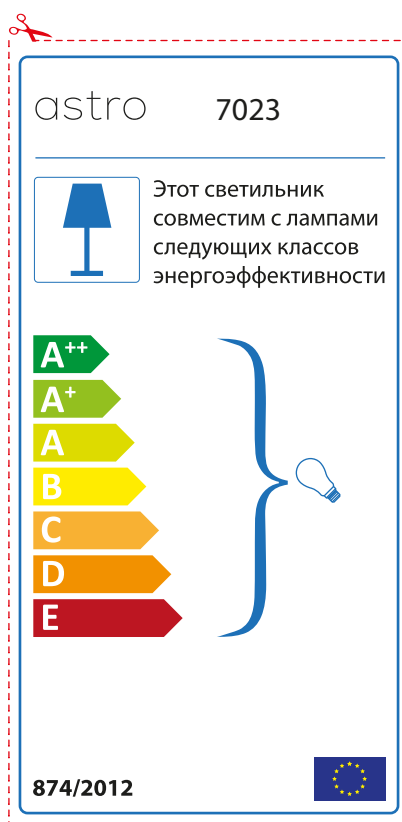 astro 7023
Этот светильник
совместим с лампами
следующих классов
энергоэффективности
A++
A+
A
B
C
D
E
874/2012